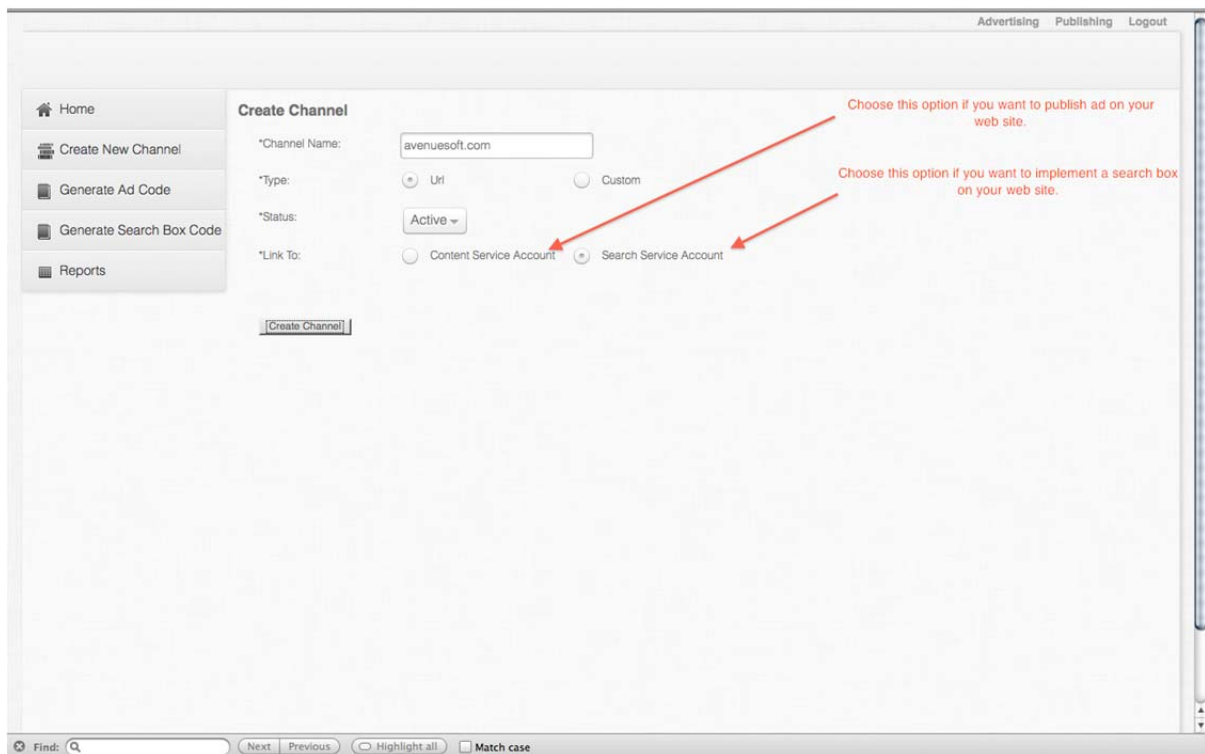 Advertising Publishing Logout
Home
Create New Channel
Generate Ad Code
Generate Search Box Code
Reports
Create Channel
*Channel Name: avenuesoft.com
*Type: Url Custom
*Status: Active
*Link To: Content Service Account Search Service Account
Create Channel
Choose this option if you want to publish ad on your
web site.
Choose this option if you want to implement a search box
on your web site.
Find: Next Previous Highlight all Match case